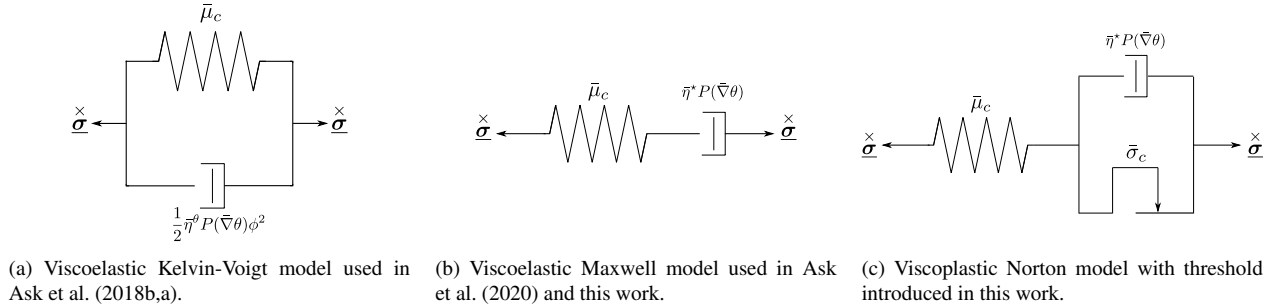 μ̄_c
×
σ
×
σ
1/2 η̄^θ P(∇̄θ)φ²
(a) Viscoelastic Kelvin-Voigt model used in
Ask et al. (2018b,a).
μ̄_c
η̄*P(∇̄θ)
×
σ
×
σ
(b) Viscoelastic Maxwell model used in Ask
et al. (2020) and this work.
η̄*P(∇̄θ)
μ̄_c
×
σ
σ̄_c
×
σ
(c) Viscoplastic Norton model with threshold
introduced in this work.